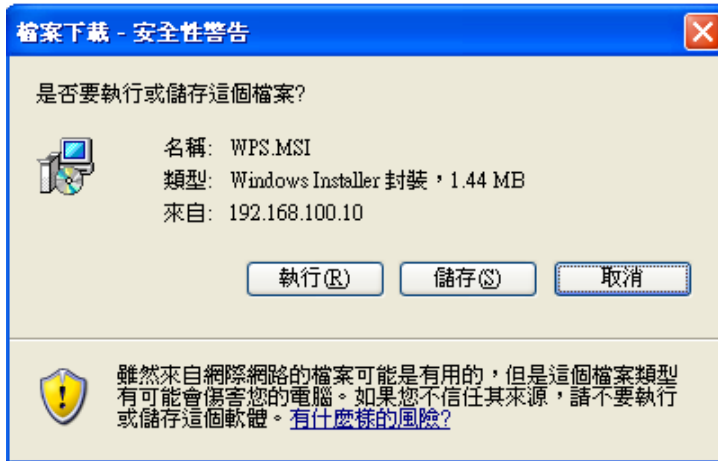 檔案下載 - 安全性警告
是否要執行或儲存這個檔案?
名稱: WPS.MSI
類型: Windows Installer 封裝，1.44 MB
來自: 192.168.100.10
執行(R) 儲存(S) 取消
雖然來自網際網路的檔案可能是有用的，但是這個檔案類型
有可能會傷害您的電腦。如果您不信任其來源，請不要執行
或儲存這個軟體。有什麼樣的風險?